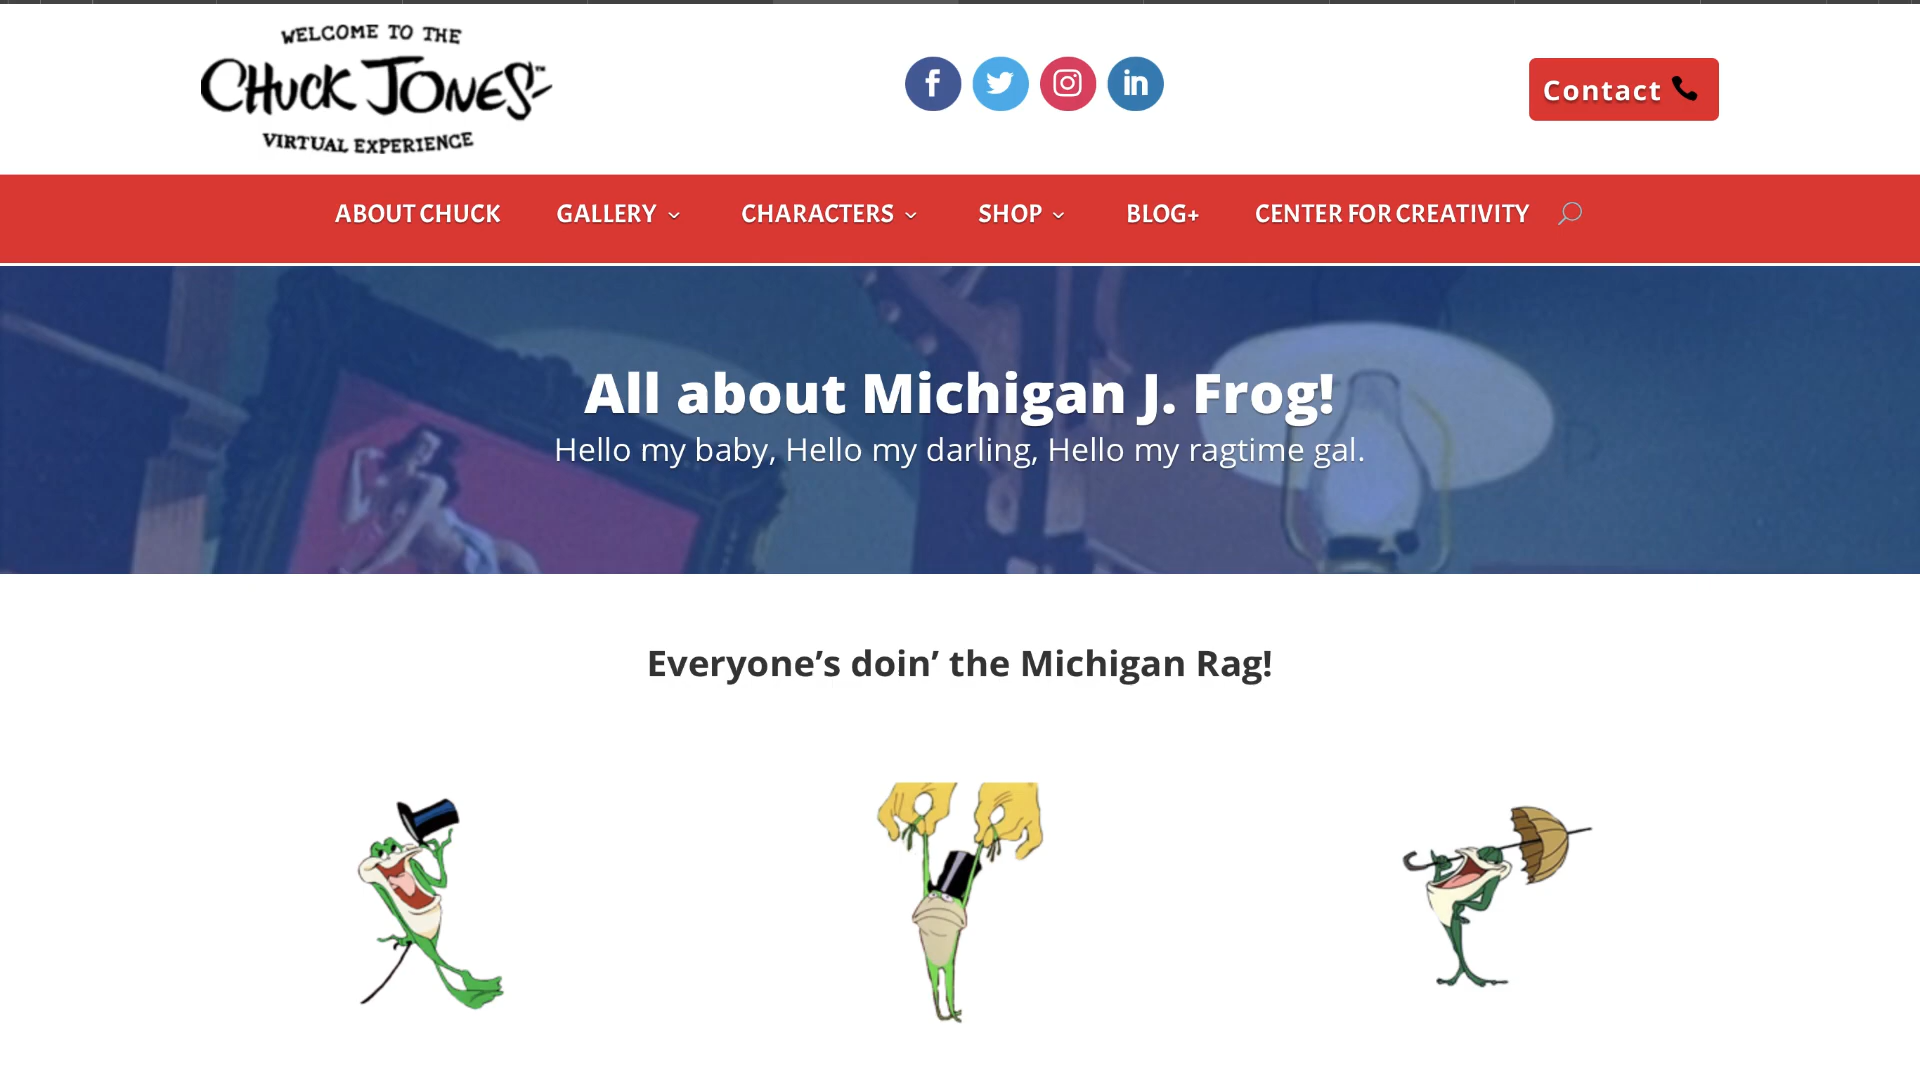 WELCOME TO THE
CHUCK JONES™
VIRTUAL EXPERIENCE
Contact
ABOUT CHUCK GALLERY CHARACTERS SHOP BLOG+ CENTER FOR CREATIVITY
All about Michigan J. Frog!
Hello my baby, Hello my darling, Hello my ragtime gal.
Everyone’s doin’ the Michigan Rag!